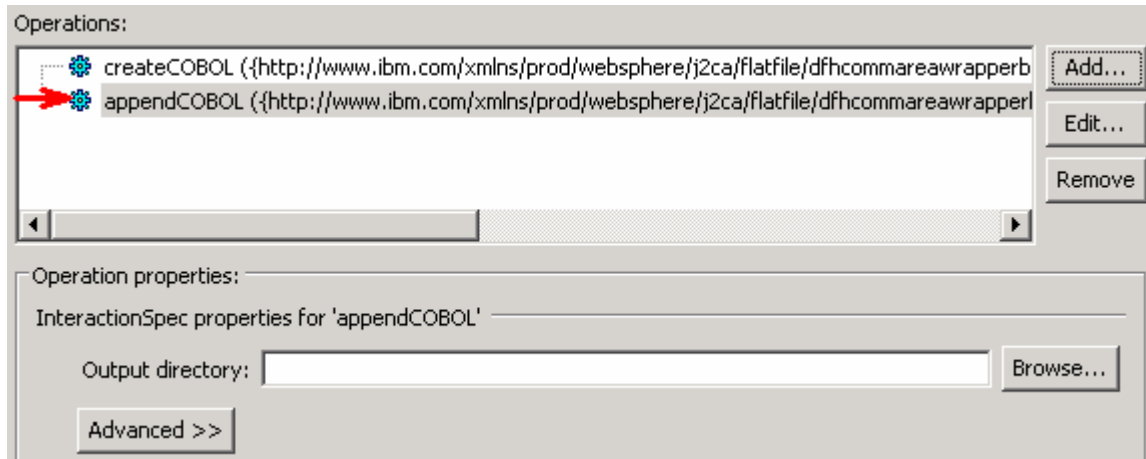 Operations:
createCOBOL ({http://www.ibm.com/xmlns/prod/websphere/j2ca/flatfile/dfhcommareawrapperb
Add...
appendCOBOL ({http://www.ibm.com/xmlns/prod/websphere/j2ca/flatfile/dfhcommareawrapperl
Edit...
Remove
Operation properties:
InteractionSpec properties for 'appendCOBOL'
Output directory:
Browse...
Advanced >>